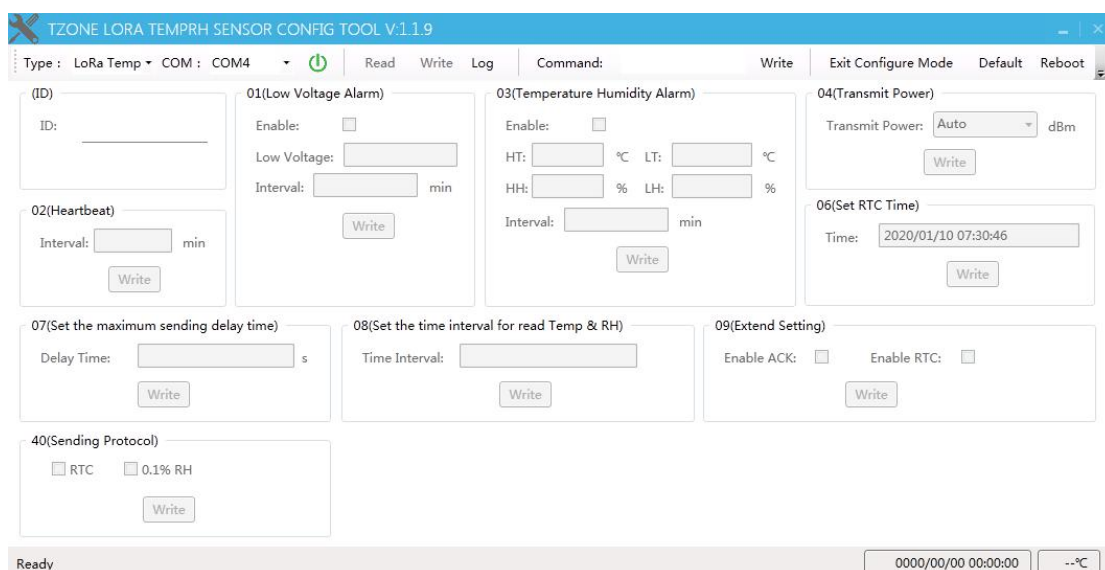 TZONE LORA TEMPRH SENSOR CONFIG TOOL V:1.1.9
Type : LoRa Temp COM : COM4 Read Write Log Command: Write Exit Configure Mode Default Reboot
(ID)
ID:
01(Low Voltage Alarm)
Enable:
Low Voltage:
Interval: min
Write
03(Temperature Humidity Alarm)
Enable:
HT: ℃ LT: ℃
HH: % LH: %
Interval: min
Write
04(Transmit Power)
Transmit Power: Auto dBm
Write
02(Heartbeat)
Interval: min
Write
06(Set RTC Time)
Time: 2020/01/10 07:30:46
Write
07(Set the maximum sending delay time)
Delay Time: s
Write
08(Set the time interval for read Temp & RH)
Time Interval:
Write
09(Extend Setting)
Enable ACK: Enable RTC:
Write
40(Sending Protocol)
RTC 0.1% RH
Write
Ready 0000/00/00 00:00:00 --℃